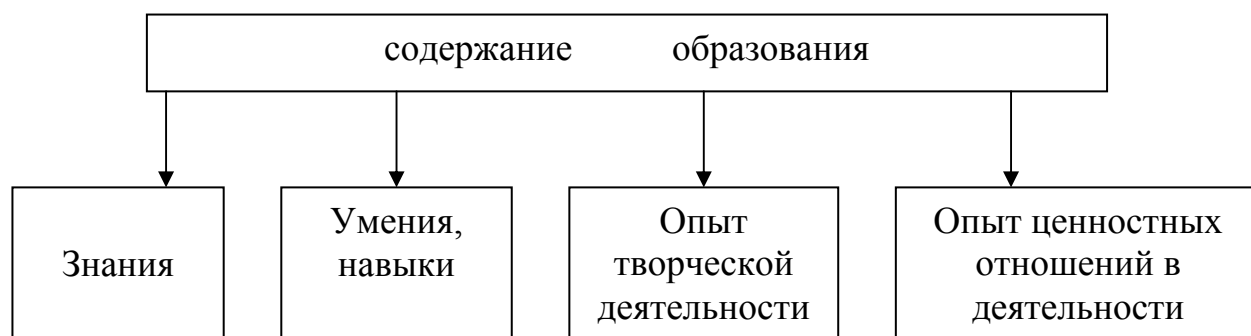 содержание образования
Знания
Умения,
навыки
Опыт
творческой
деятельности
Опыт ценностных
отношений в
деятельности